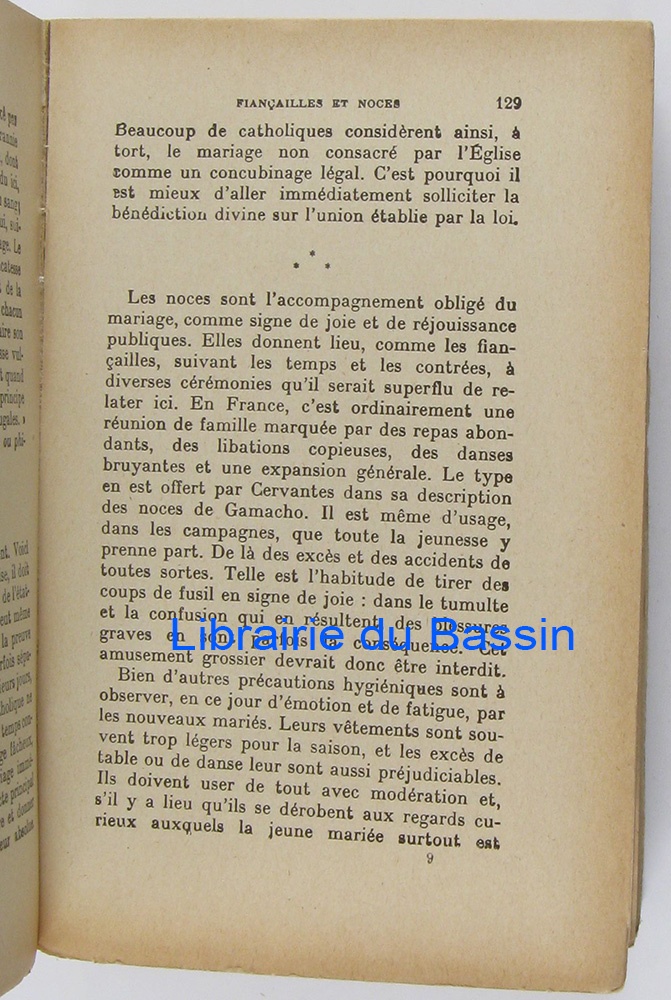 FIANÇAILLES ET NOCES 129
Beaucoup de catholiques considèrent ainsi, à
tort, le mariage non consacré par l'Église
comme un concubinage légal. C'est pourquoi il
est mieux d'aller immédiatement solliciter la
bénédiction divine sur l'union établie par la loi.
*
* *
Les noces sont l'accompagnement obligé du
mariage, comme signe de joie et de réjouissance
publiques. Elles donnent lieu, comme les fian-
çailles, suivant les temps et les contrées, à
diverses cérémonies qu'il serait superflu de re-
later ici. En France, c'est ordinairement une
réunion de famille marquée par des repas abon-
dants, des libations copieuses, des danses
bruyantes et une expansion générale. Le type
en est offert par Cervantes dans sa description
des noces de Gamacho. Il est même d'usage,
dans les campagnes, que toute la jeunesse y
prenne part. De là des excès et des accidents de
toutes sortes. Telle est l'habitude de tirer des
coups de fusil en signe de joie : dans le tumulte
et la confusion qui en résultent, des blessures
graves en sont parfois la conséquence. Cet
Librairie du Bassin
amusement grossier devrait donc être interdit.
Bien d'autres précautions hygiéniques sont à
observer, en ce jour d'émotion et de fatigue, par
les nouveaux mariés. Leurs vêtements sont sou-
vent trop légers pour la saison, et les excès de
table ou de danse leur sont aussi préjudiciables.
Ils doivent user de tout avec modération et,
s'il y a lieu qu'ils se dérobent aux regards cu-
rieux auxquels la jeune mariée surtout est
9